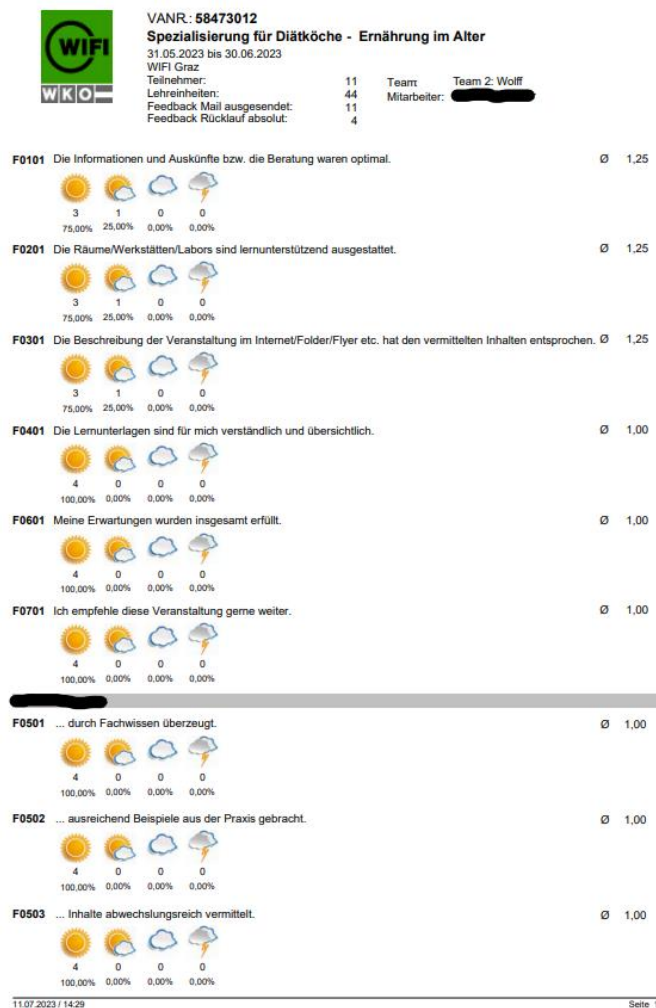 WIFI
WKO
VANR.: 58473012
Spezialisierung für Diätköche - Ernährung im Alter
31.05.2023 bis 30.06.2023
WIFI Graz
Teilnehmer: 11 Team: Team 2: Wolff
Lehreinheiten: 44 Mitarbeiter:
Feedback Mail ausgesendet: 11
Feedback Rücklauf absolut: 4
F0101 Die Informationen und Auskünfte bzw. die Beratung waren optimal. Ø 1,25
3 1 0 0
75,00% 25,00% 0,00% 0,00%
F0201 Die Räume/Werkstätten/Labors sind lernunterstützend ausgestattet. Ø 1,25
3 1 0 0
75,00% 25,00% 0,00% 0,00%
F0301 Die Beschreibung der Veranstaltung im Internet/Folder/Flyer etc. hat den vermittelten Inhalten entsprochen. Ø 1,25
3 1 0 0
75,00% 25,00% 0,00% 0,00%
F0401 Die Lernunterlagen sind für mich verständlich und übersichtlich. Ø 1,00
4 0 0 0
100,00% 0,00% 0,00% 0,00%
F0601 Meine Erwartungen wurden insgesamt erfüllt. Ø 1,00
4 0 0 0
100,00% 0,00% 0,00% 0,00%
F0701 Ich empfehle diese Veranstaltung gerne weiter. Ø 1,00
4 0 0 0
100,00% 0,00% 0,00% 0,00%
F0501 ... durch Fachwissen überzeugt. Ø 1,00
4 0 0 0
100,00% 0,00% 0,00% 0,00%
F0502 ... ausreichend Beispiele aus der Praxis gebracht. Ø 1,00
4 0 0 0
100,00% 0,00% 0,00% 0,00%
F0503 ... Inhalte abwechslungsreich vermittelt. Ø 1,00
4 0 0 0
100,00% 0,00% 0,00% 0,00%
11.07.2023 / 14:29 Seite 1